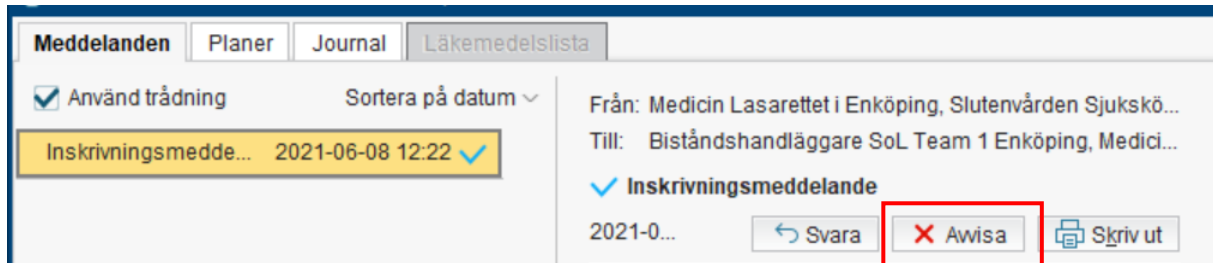 Meddelanden Planer Journal Läkemedelslista
Använd trådning Sortera på datum
Inskrivningsmedde... 2021-06-08 12:22
Från: Medicin Lasarettet i Enköping, Slutenvården Sjukskö...
Till: Biståndshandläggare SoL Team 1 Enköping, Medici...
Inskrivningsmeddelande
2021-0... Svara Avvisa Skriv ut